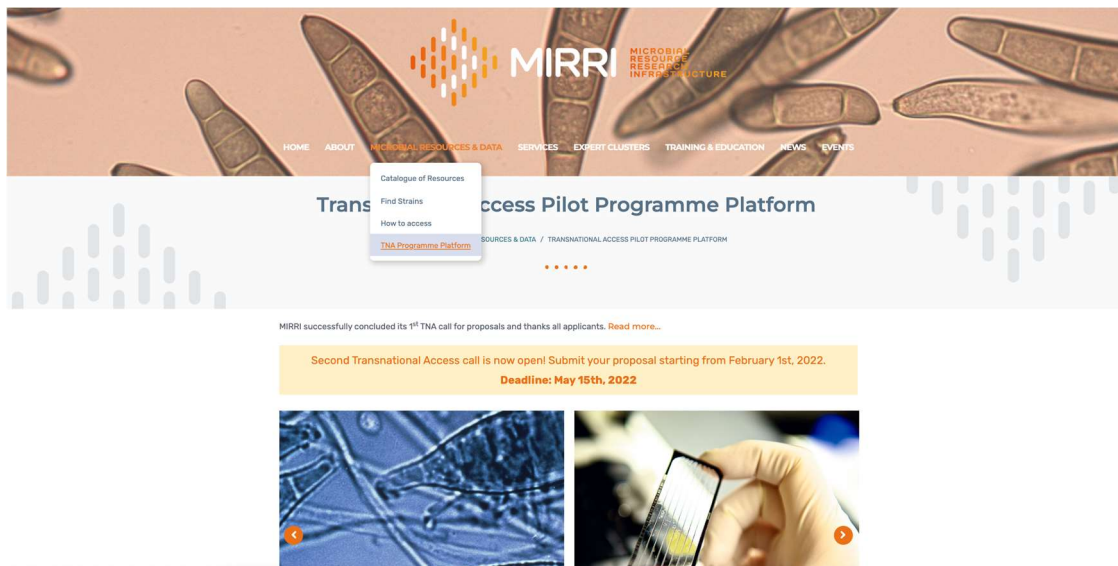 MIRRI
MICROBIAL
RESOURCE
RESEARCH
INFRASTRUCTURE
HOME ABOUT MICROBIAL RESOURCES & DATA SERVICES EXPERT CLUSTERS TRAINING & EDUCATION NEWS EVENTS
Catalogue of Resources
Find Strains
How to access
TNA Programme Platform
Trans ccess Pilot Programme Platform
SOURCES & DATA / TRANSNATIONAL ACCESS PILOT PROGRAMME PLATFORM
MIRRI successfully concluded its 1st TNA call for proposals and thanks all applicants. Read more...
Second Transnational Access call is now open! Submit your proposal starting from February 1st, 2022.
Deadline: May 15th, 2022